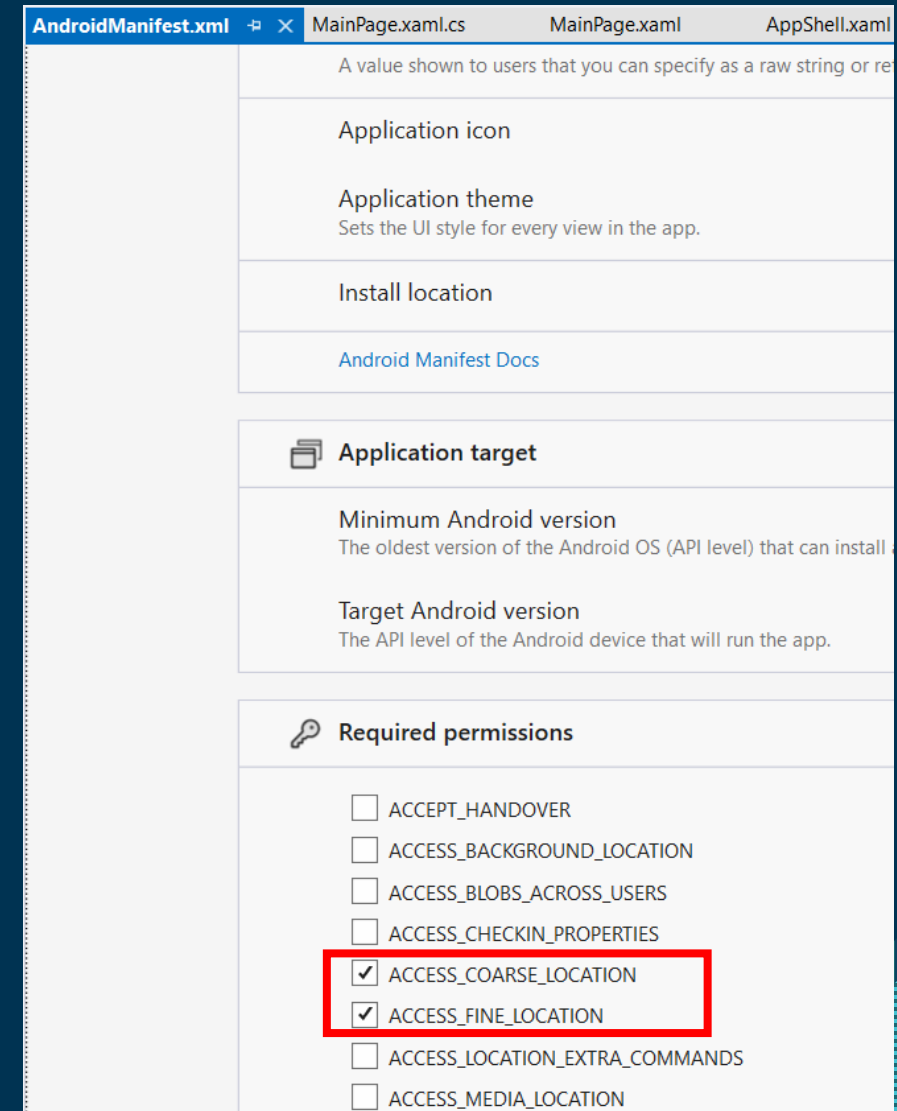 AndroidManifest.xml MainPage.xaml.cs MainPage.xaml AppShell.xaml
A value shown to users that you can specify as a raw string or
Application icon
Application theme
Sets the UI style for every view in the app.
Install location
Android Manifest Docs
Application target
Minimum Android version
The oldest version of the Android OS (API level) that can install
Target Android version
The API level of the Android device that will run the app.
Required permissions
ACCEPT_HANDOVER
ACCESS_BACKGROUND_LOCATION
ACCESS_BLOBS_ACROSS_USERS
ACCESS_CHECKIN_PROPERTIES
ACCESS_COARSE_LOCATION
ACCESS_FINE_LOCATION
ACCESS_LOCATION_EXTRA_COMMANDS
ACCESS_MEDIA_LOCATION